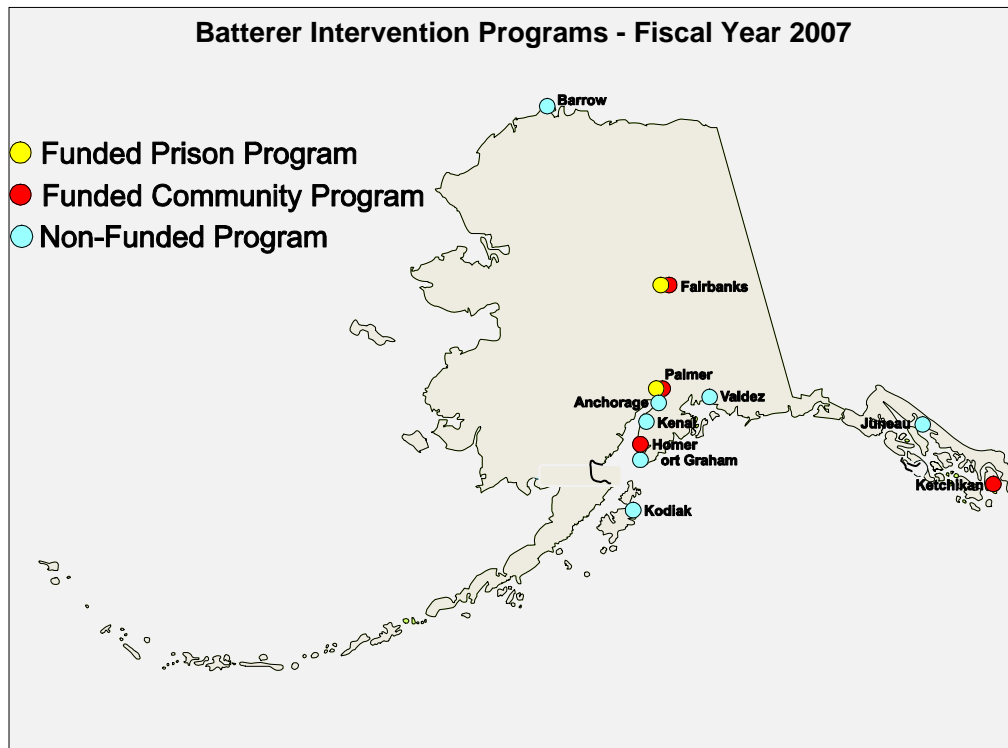 Batterer Intervention Programs - Fiscal Year 2007
Barrow
Funded Prison Program
Funded Community Program
Non-Funded Program
Fairbanks
Palmer
Valdez
Anchorage
Kenai
Juneau
Homer
ort Graham
Ketchikan
Kodiak